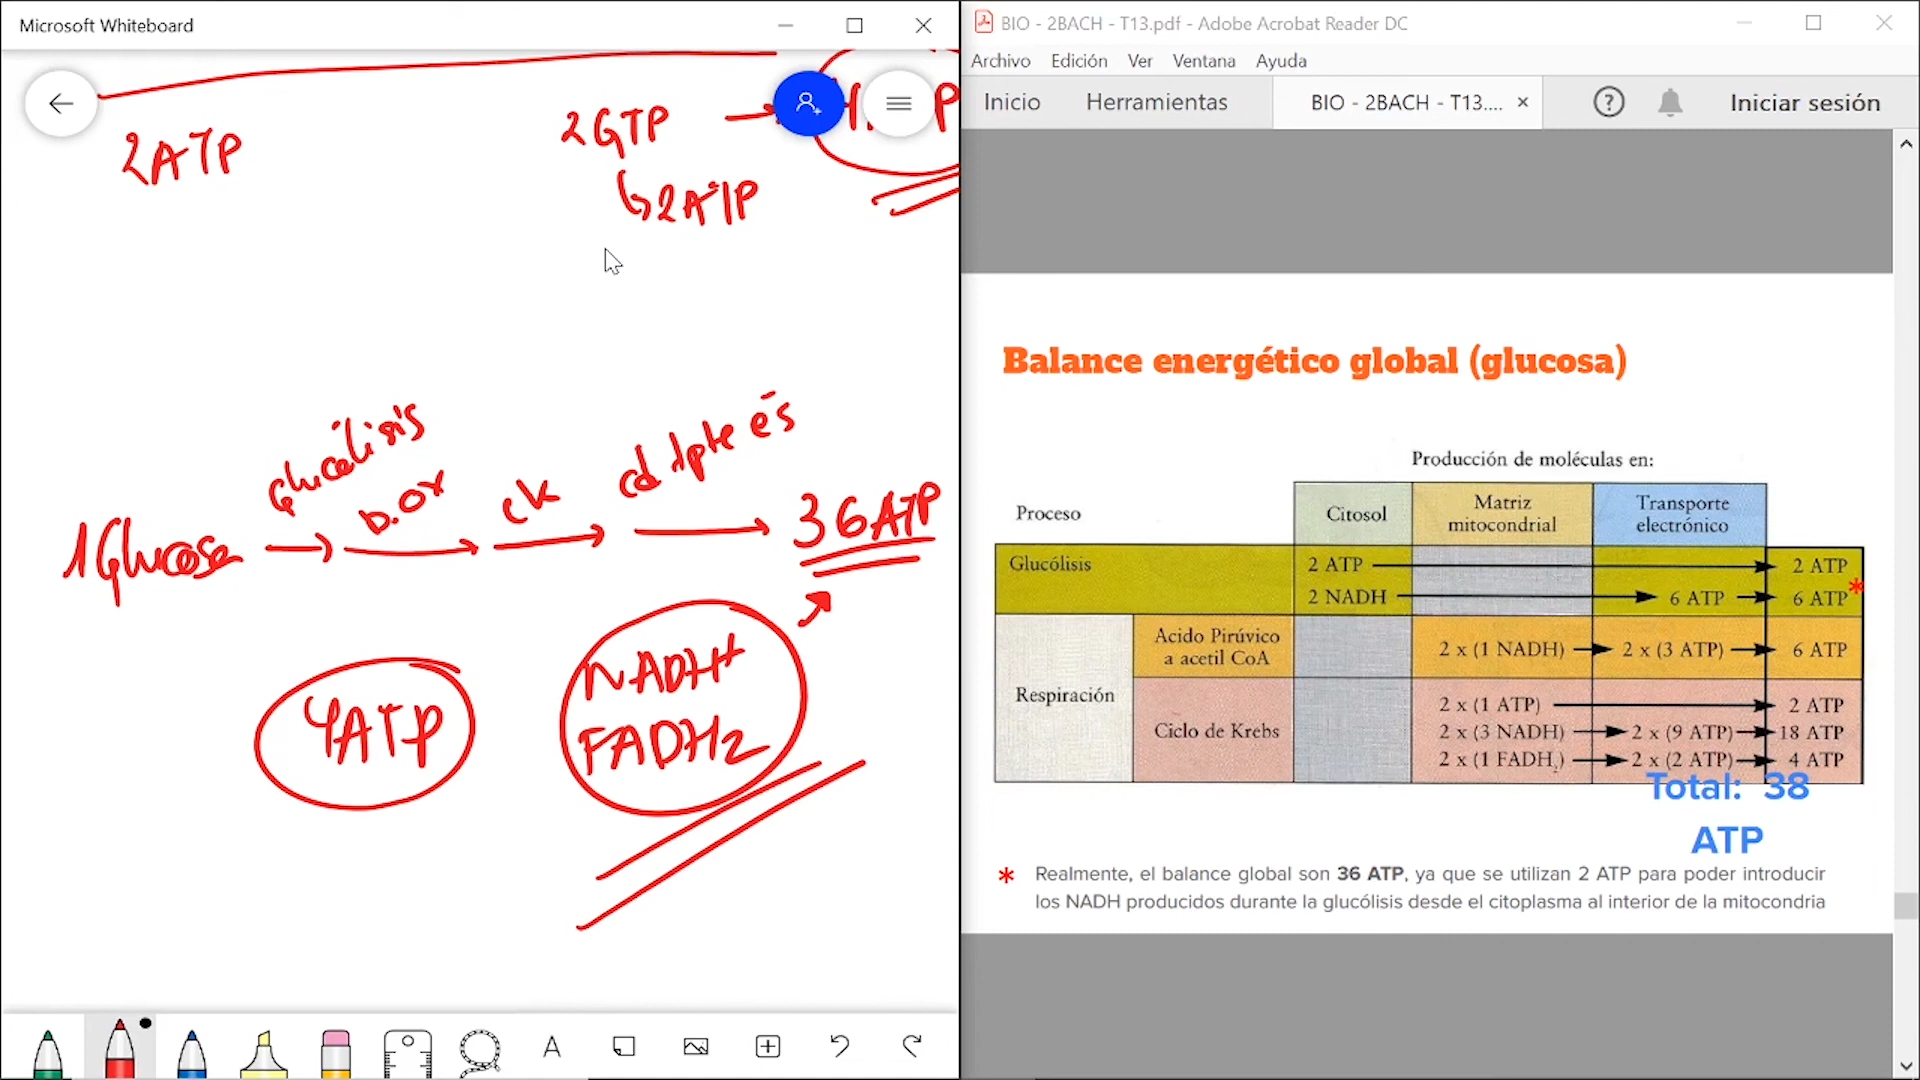 Microsoft Whiteboard
2ATP
2GTP
2ATP
Glucólisis
b.ox
ck
cd tpte és
1Glucosa
36ATP
4ATP
NADH+
FADH2
BIO - 2BACH - T13.pdf - Adobe Acrobat Reader DC
Archivo Edición Ver Ventana Ayuda
Inicio Herramientas BIO - 2BACH - T13.... Iniciar sesión
Balance energético global (glucosa)
Producción de moléculas en:
Proceso Citosol Matriz mitocondrial Transporte electrónico
Glucólisis 2 ATP 2 ATP
2 NADH 6 ATP 6 ATP *
Respiración
Acido Pirúvico a acetil CoA 2 x (1 NADH) 2 x (3 ATP) 6 ATP
Ciclo de Krebs
2 x (1 ATP) 2 ATP
2 x (3 NADH) 2 x (9 ATP) 18 ATP
2 x (1 FADH₂) 2 x (2 ATP) 4 ATP
Total: 38
ATP
* Realmente, el balance global son 36 ATP, ya que se utilizan 2 ATP para poder introducir
los NADH producidos durante la glucólisis desde el citoplasma al interior de la mitocondria